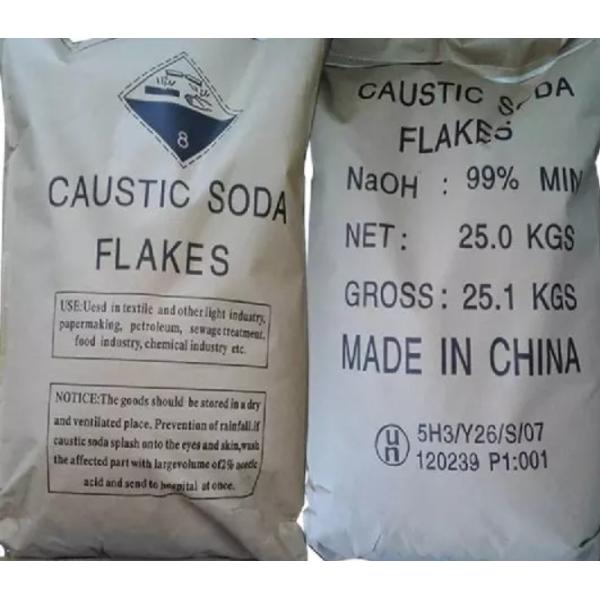 8
CAUSTIC SODA
FLAKES
USE:Uesd in textile and other light industry,
papermaking, petroleum, sewage treatment,
food industry, chemical industry etc.
NOTICE:The goods should be stored in a dry
and ventilated place. Prevention of rainfall.if
caustic soda splash onto the eyes and skin,wash
the affected part with largevolume of2% acedic
acid and send to hospital at once.
CAUSTIC SODA
FLAKES
NaOH : 99% MIN
NET: 25.0 KGS
GROSS: 25.1 KGS
MADE IN CHINA
un 5H3/Y26/S/07
120239 P1:001